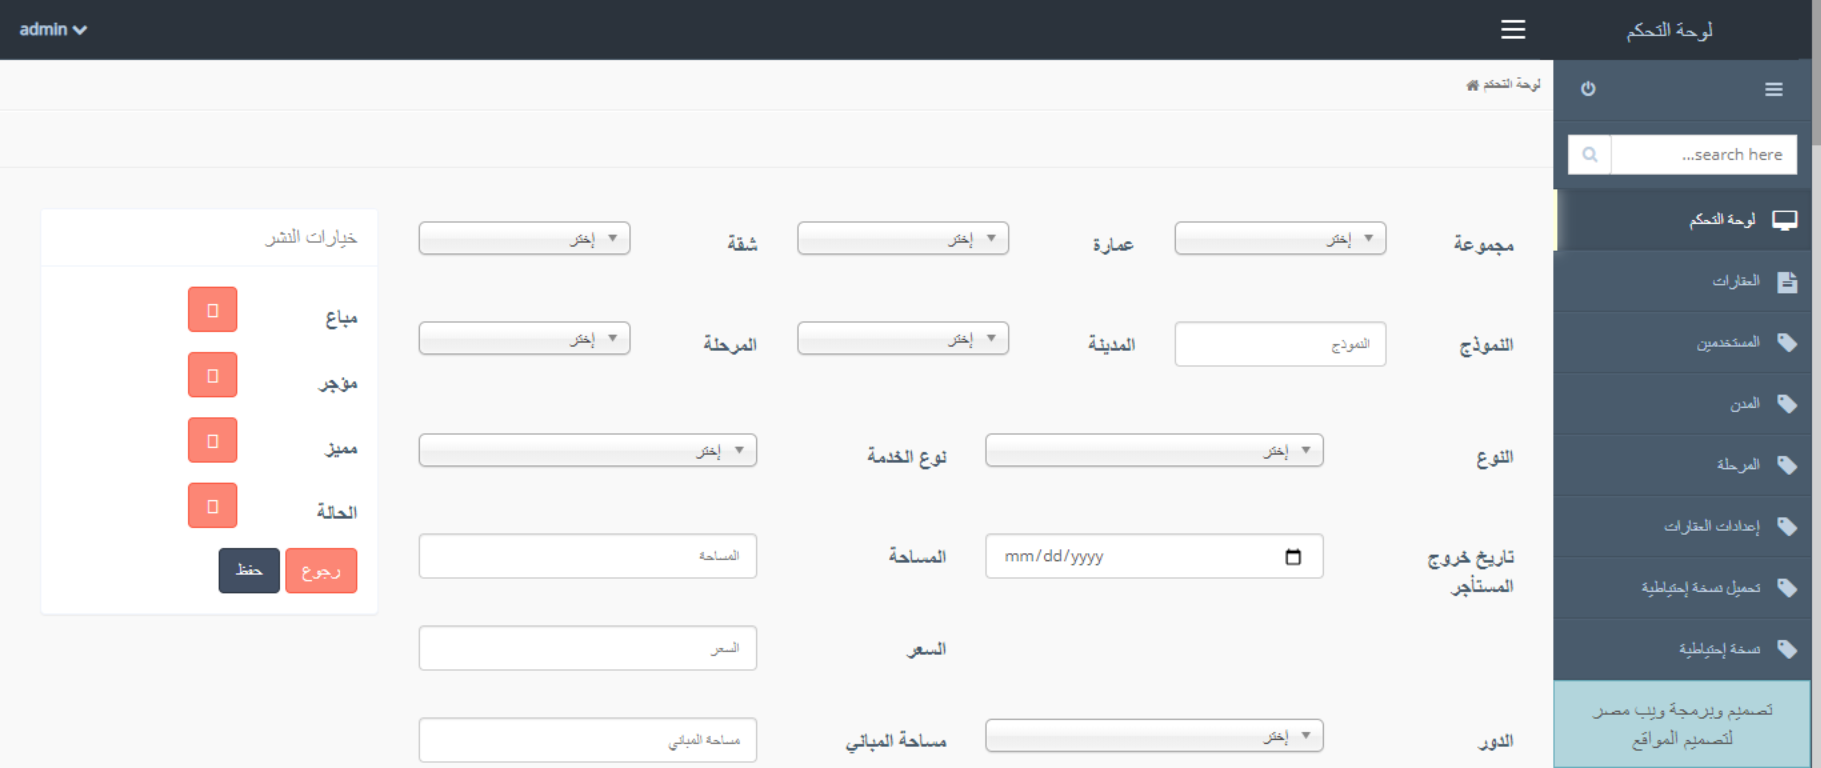 لوحة التحكم
admin
لوحة التحكم
search here...
لوحة التحكم
العقارات
المستخدمين
المدن
المرحلة
إعدادات العقارات
تحميل نسخة إحتياطية
نسخة إحتياطية
تصميم وبرمجة ويب مصر
لتصميم المواقع
مجموعة
إختر
عمارة
إختر
شقة
إختر
النموذج
النموذج
المدينة
إختر
المرحلة
إختر
النوع
إختر
نوع الخدمة
إختر
تاريخ خروج
المستأجر
mm/dd/yyyy
المساحة
المساحة
السعر
السعر
الدور
إختر
مساحة المباني
مساحة المباني
خيارات النشر
مباع
مؤجر
مميز
الحالة
رجوع
حفظ